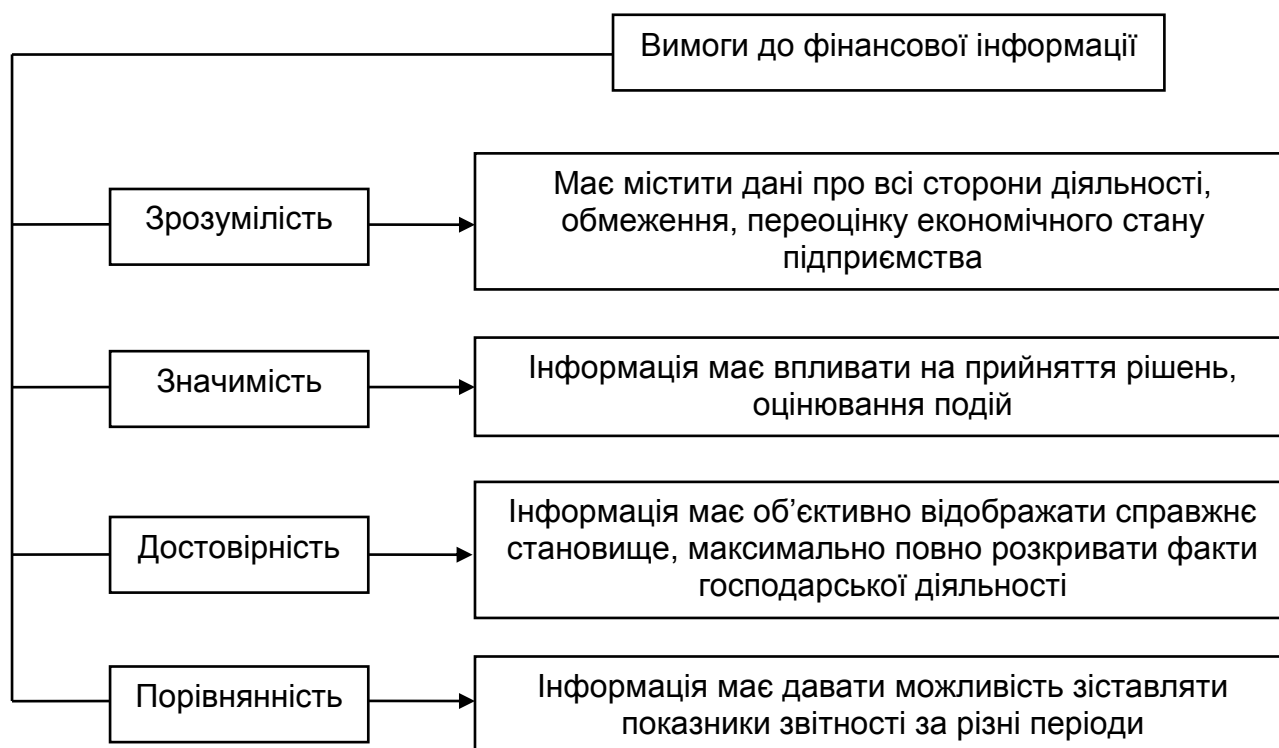 Вимоги до фінансової інформації
Зрозумілість
Має містити дані про всі сторони діяльності,
обмеження, переоцінку економічного стану
підприємства
Значимість
Інформація має впливати на прийняття рішень,
оцінювання подій
Достовірність
Інформація має об’єктивно відображати справжнє
становище, максимально повно розкривати факти
господарської діяльності
Порівнянність
Інформація має давати можливість зіставляти
показники звітності за різні періоди